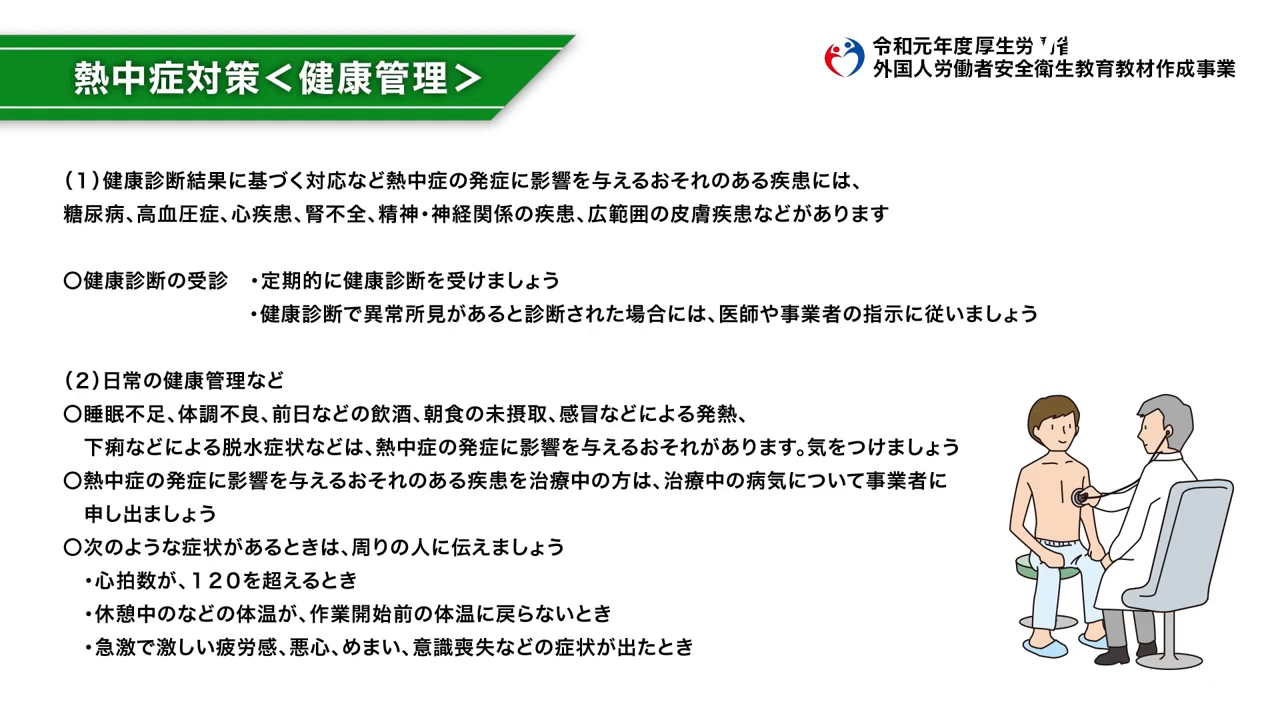 熱中症対策＜健康管理＞
令和元年度厚生労 省
外国人労働者安全衛生教育教材作成事業
（１）健康診断結果に基づく対応など熱中症の発症に影響を与えるおそれのある疾患には、
糖尿病、高血圧症、心疾患、腎不全、精神・神経関係の疾患、広範囲の皮膚疾患などがあります
〇健康診断の受診　・定期的に健康診断を受けましょう
・健康診断で異常所見があると診断された場合には、医師や事業者の指示に従いましょう
（２）日常の健康管理など
〇睡眠不足、体調不良、前日などの飲酒、朝食の未摂取、感冒などによる発熱、
下痢などによる脱水症状などは、熱中症の発症に影響を与えるおそれがあります。気をつけましょう
〇熱中症の発症に影響を与えるおそれのある疾患を治療中の方は、治療中の病気について事業者に
申し出ましょう
〇次のような症状があるときは、周りの人に伝えましょう
・心拍数が、１２０を超えるとき
・休憩中のなどの体温が、作業開始前の体温に戻らないとき
・急激で激しい疲労感、悪心、めまい、意識喪失などの症状が出たとき